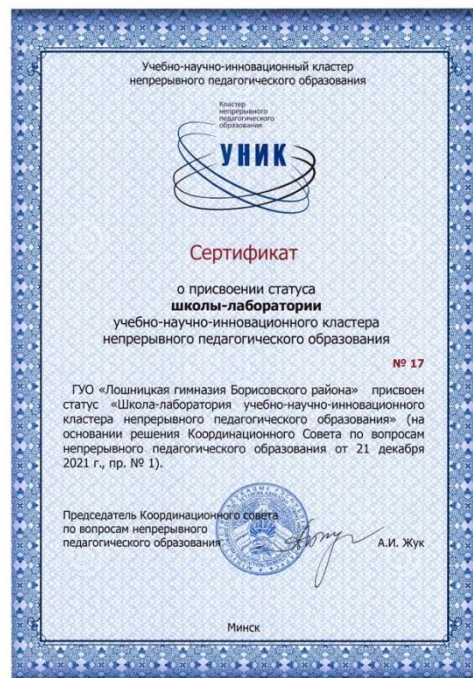 Учебно-научно-инновационный кластер
непрерывного педагогического образования
Кластер
непрерывного
педагогического
образования
УНИК
Сертификат
о присвоении статуса
школы-лаборатории
учебно-научно-инновационного кластера
непрерывного педагогического образования
№ 17
ГУО «Лошницкая гимназия Борисовского района» присвоен
статус «Школа-лаборатория учебно-научно-инновационного
кластера непрерывного педагогического образования» (на
основании решения Координационного Совета по вопросам
непрерывного педагогического образования от 21 декабря
2021 г., пр. № 1).
Председатель Координационного совета
по вопросам непрерывного
педагогического образования
А.И. Жук
Минск